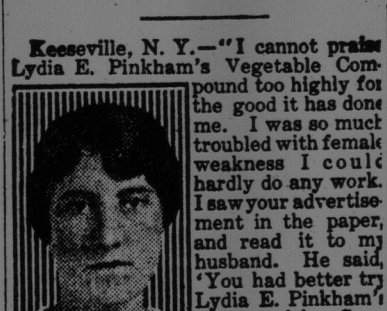 Keeseville, N. Y.—"I cannot praise
Lydia E. Pinkham's Vegetable Com-
pound too highly for
the good it has done
me. I was so much
troubled with female
weakness I could
hardly do any work.
I saw your advertise-
ment in the paper,
and read it to my
husband. He said,
'You had better try
Lydia E. Pinkham's